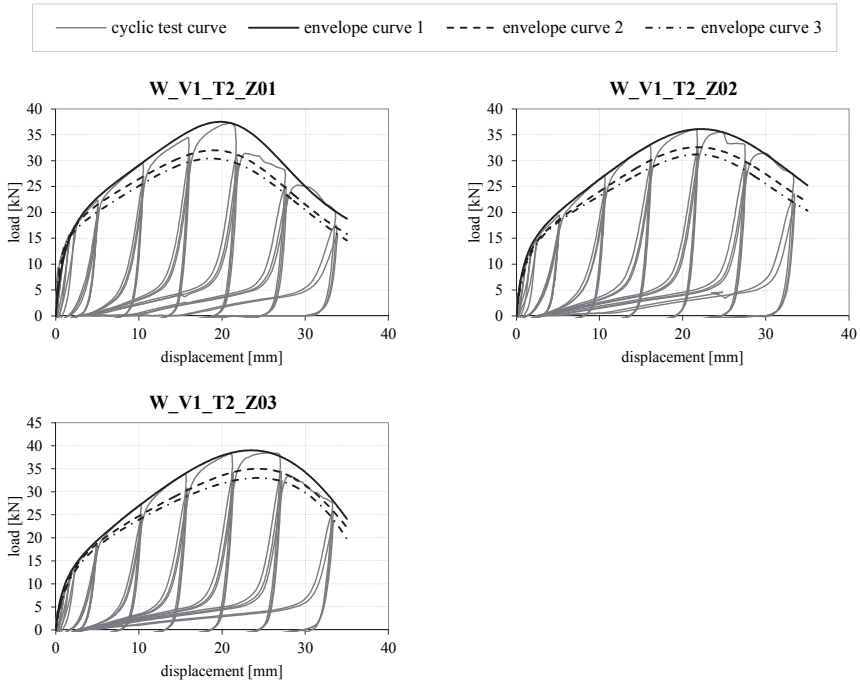 cyclic test curve envelope curve 1 envelope curve 2 envelope curve 3
W_V1_T2_Z01
40
35
30
25
20
15
10
5
0
load [kN]
0 10 20 30 40
displacement [mm]
W_V1_T2_Z02
40
35
30
25
20
15
10
5
0
load [kN]
0 10 20 30 40
displacement [mm]
W_V1_T2_Z03
45
40
35
30
25
20
15
10
5
0
load [kN]
0 10 20 30 40
displacement [mm]